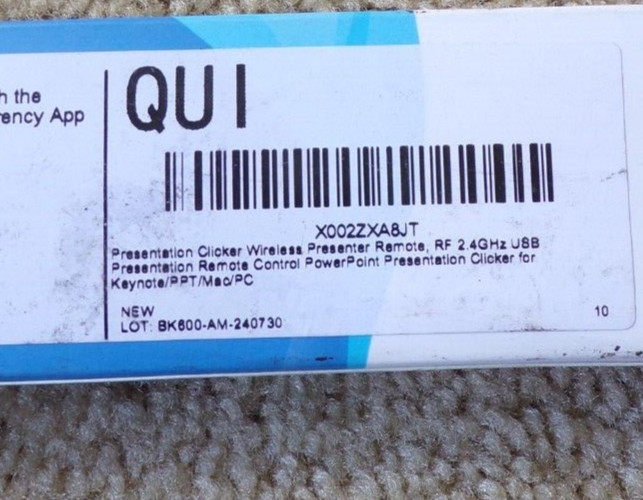 h the
rency App
QUI
X002ZXA8JT
Presentation Clicker Wireless Presenter Remote, RF 2.4GHz USB
Presentation Remote Control PowerPoint Presentation Clicker for
Keynote/PPT/Mac/PC
NEW
LOT: BK600-AM-240730
10